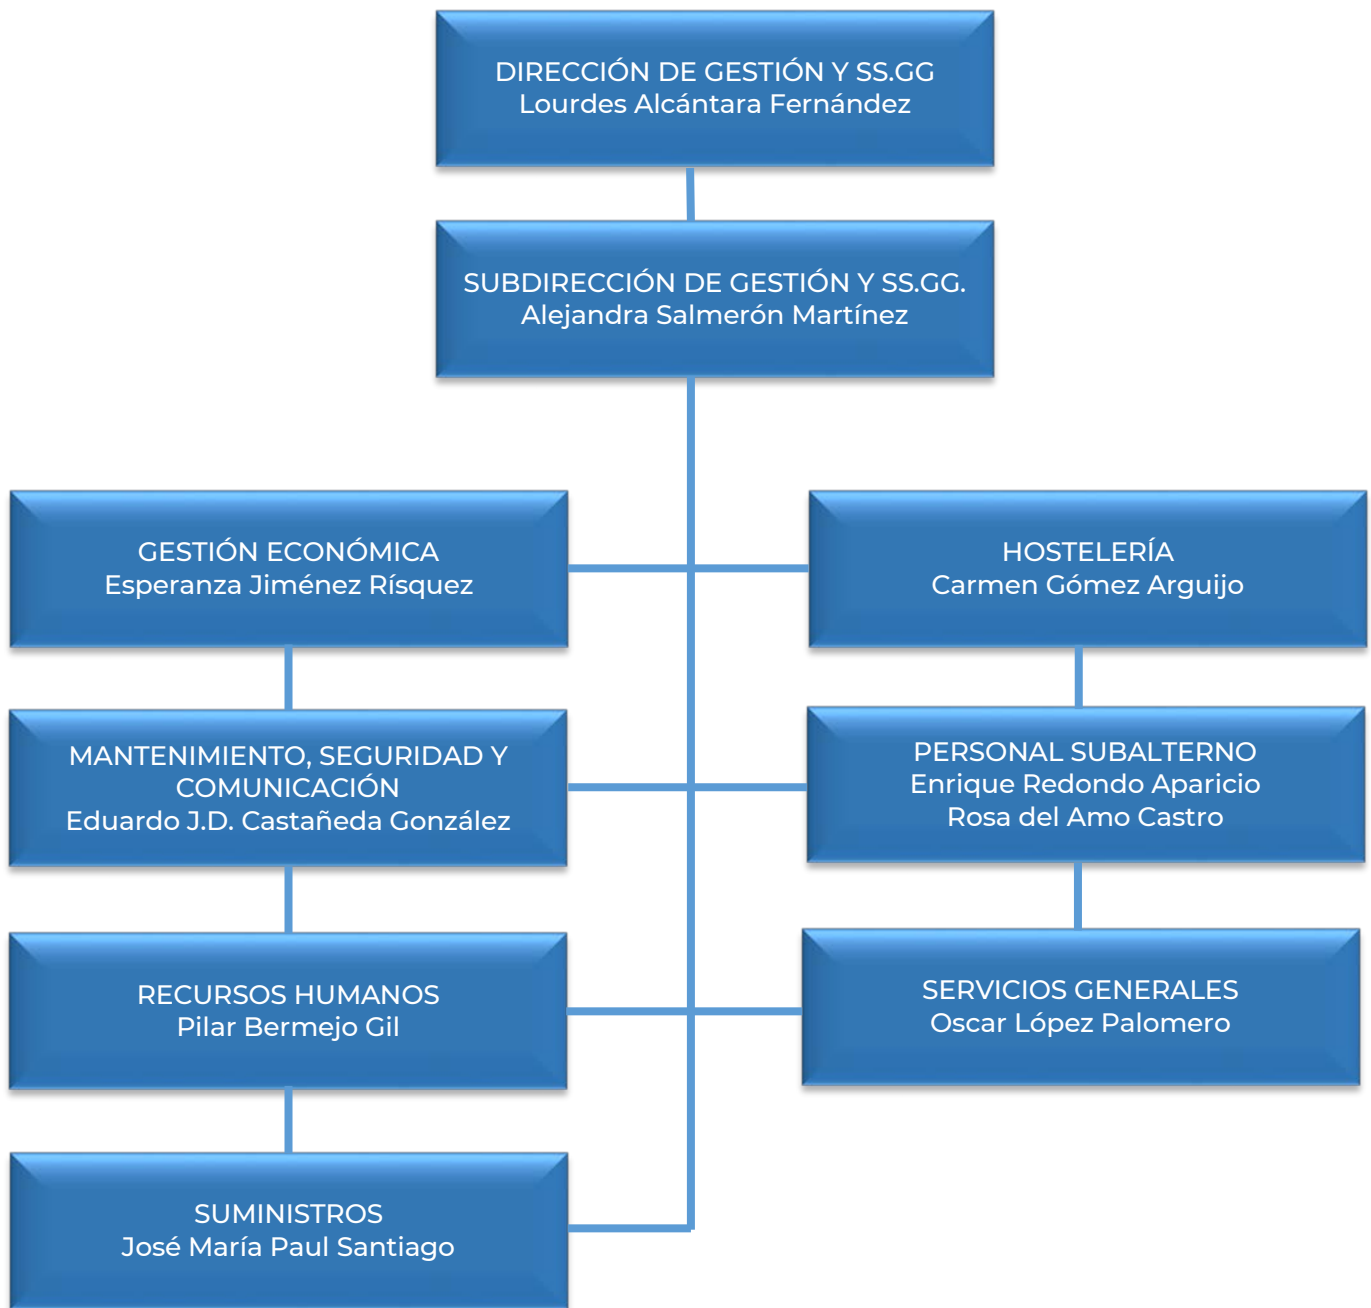 DIRECCIÓN DE GESTIÓN Y SS.GG
Lourdes Alcántara Fernández
SUBDIRECCIÓN DE GESTIÓN Y SS.GG.
Alejandra Salmerón Martínez
GESTIÓN ECONÓMICA
Esperanza Jiménez Rísquez
HOSTELERÍA
Carmen Gómez Arguijo
MANTENIMIENTO, SEGURIDAD Y
COMUNICACIÓN
Eduardo J.D. Castañeda González
PERSONAL SUBALTERNO
Enrique Redondo Aparicio
Rosa del Amo Castro
RECURSOS HUMANOS
Pilar Bermejo Gil
SERVICIOS GENERALES
Oscar López Palomero
SUMINISTROS
José María Paul Santiago